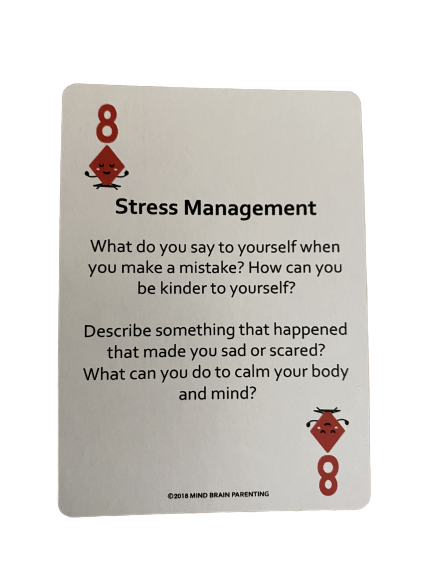 8
Stress Management
What do you say to yourself when
you make a mistake? How can you
be kinder to yourself?
Describe something that happened
that made you sad or scared?
What can you do to calm your body
and mind?
8
©2018 MIND BRAIN PARENTING